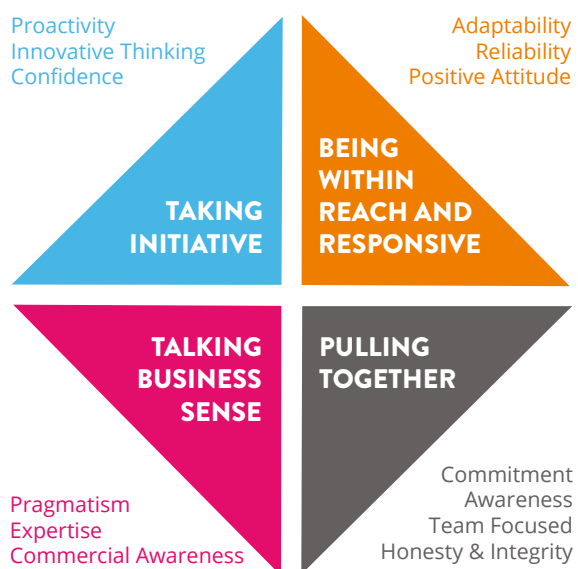 Proactivity
Innovative Thinking
Confidence
Adaptability
Reliability
Positive Attitude
TAKING
INITIATIVE
BEING
WITHIN
REACH AND
RESPONSIVE
TALKING
BUSINESS
SENSE
PULLING
TOGETHER
Pragmatism
Expertise
Commercial Awareness
Commitment
Awareness
Team Focused
Honesty & Integrity